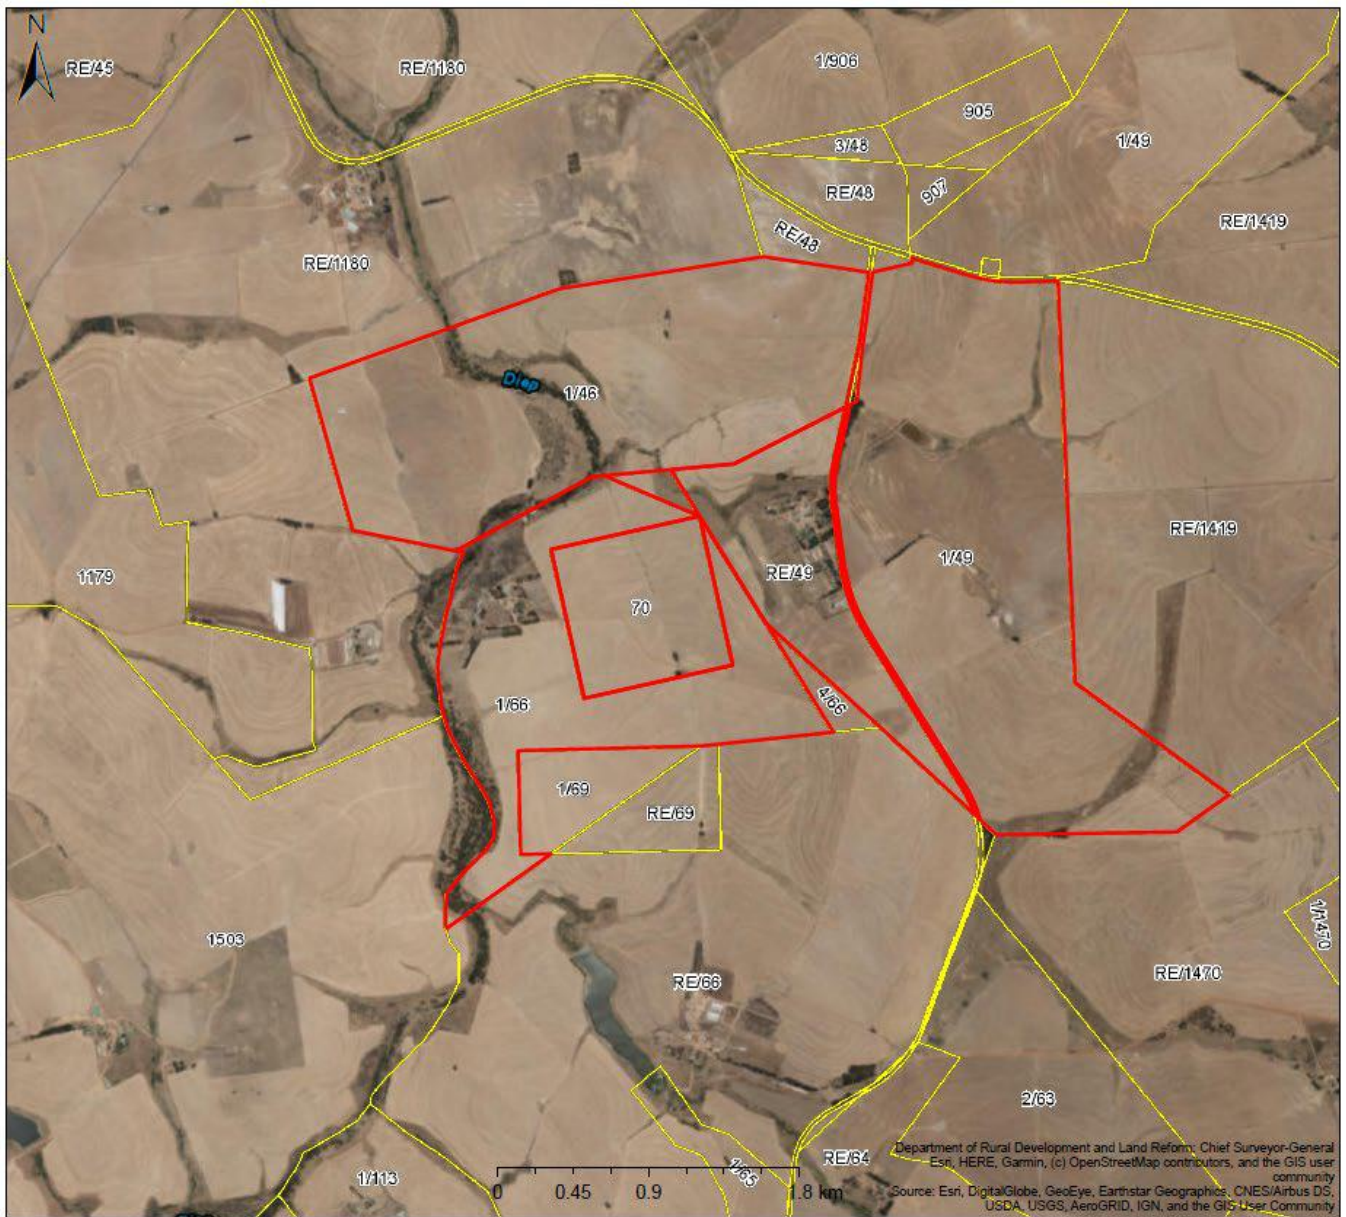 N
RE/45
RE/1180
1/906
905
3/48
1/49
RE/48
907
RE/1419
RE/48
RE/1180
Diep
1/46
RE/1419
1/49
RE/49
1179
70
4/66
1/66
1/69
RE/69
1503
1/1470
RE/1470
RE/66
2/63
RE/64
1/65
1/113
0 0.45 0.9 1.8 km
Department of Rural Development and Land Reform: Chief Surveyor-General
Esri, HERE, Garmin, (c) OpenStreetMap contributors, and the GIS user
community
Source: Esri, DigitalGlobe, GeoEye, Earthstar Geographics, CNES/Airbus DS,
USDA, USGS, AeroGRID, IGN, and the GIS User Community